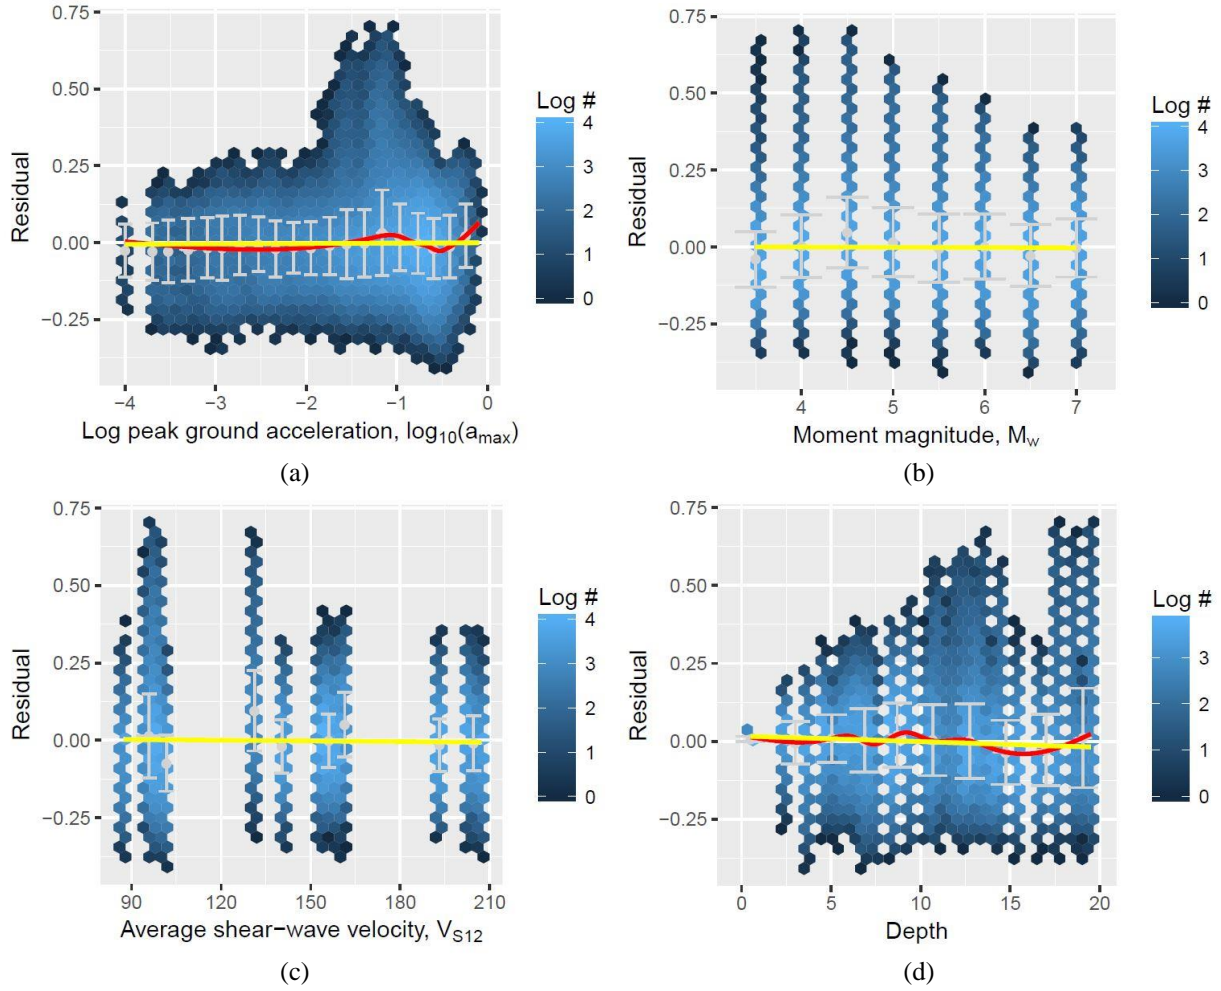 0.75
0.50
0.25
0.00
−0.25
Residual
−4 −3 −2 −1 0
Log peak ground acceleration, log10(amax)
Log #
4
3
2
1
0
(a)
0.75
0.50
0.25
0.00
−0.25
Residual
4 5 6 7
Moment magnitude, Mw
Log #
4
3
2
1
0
(b)
0.75
0.50
0.25
0.00
−0.25
Residual
90 120 150 180 210
Average shear−wave velocity, VS12
Log #
4
3
2
1
0
(c)
0.75
0.50
0.25
0.00
−0.25
Residual
0 5 10 15 20
Depth
Log #
3
2
1
0
(d)